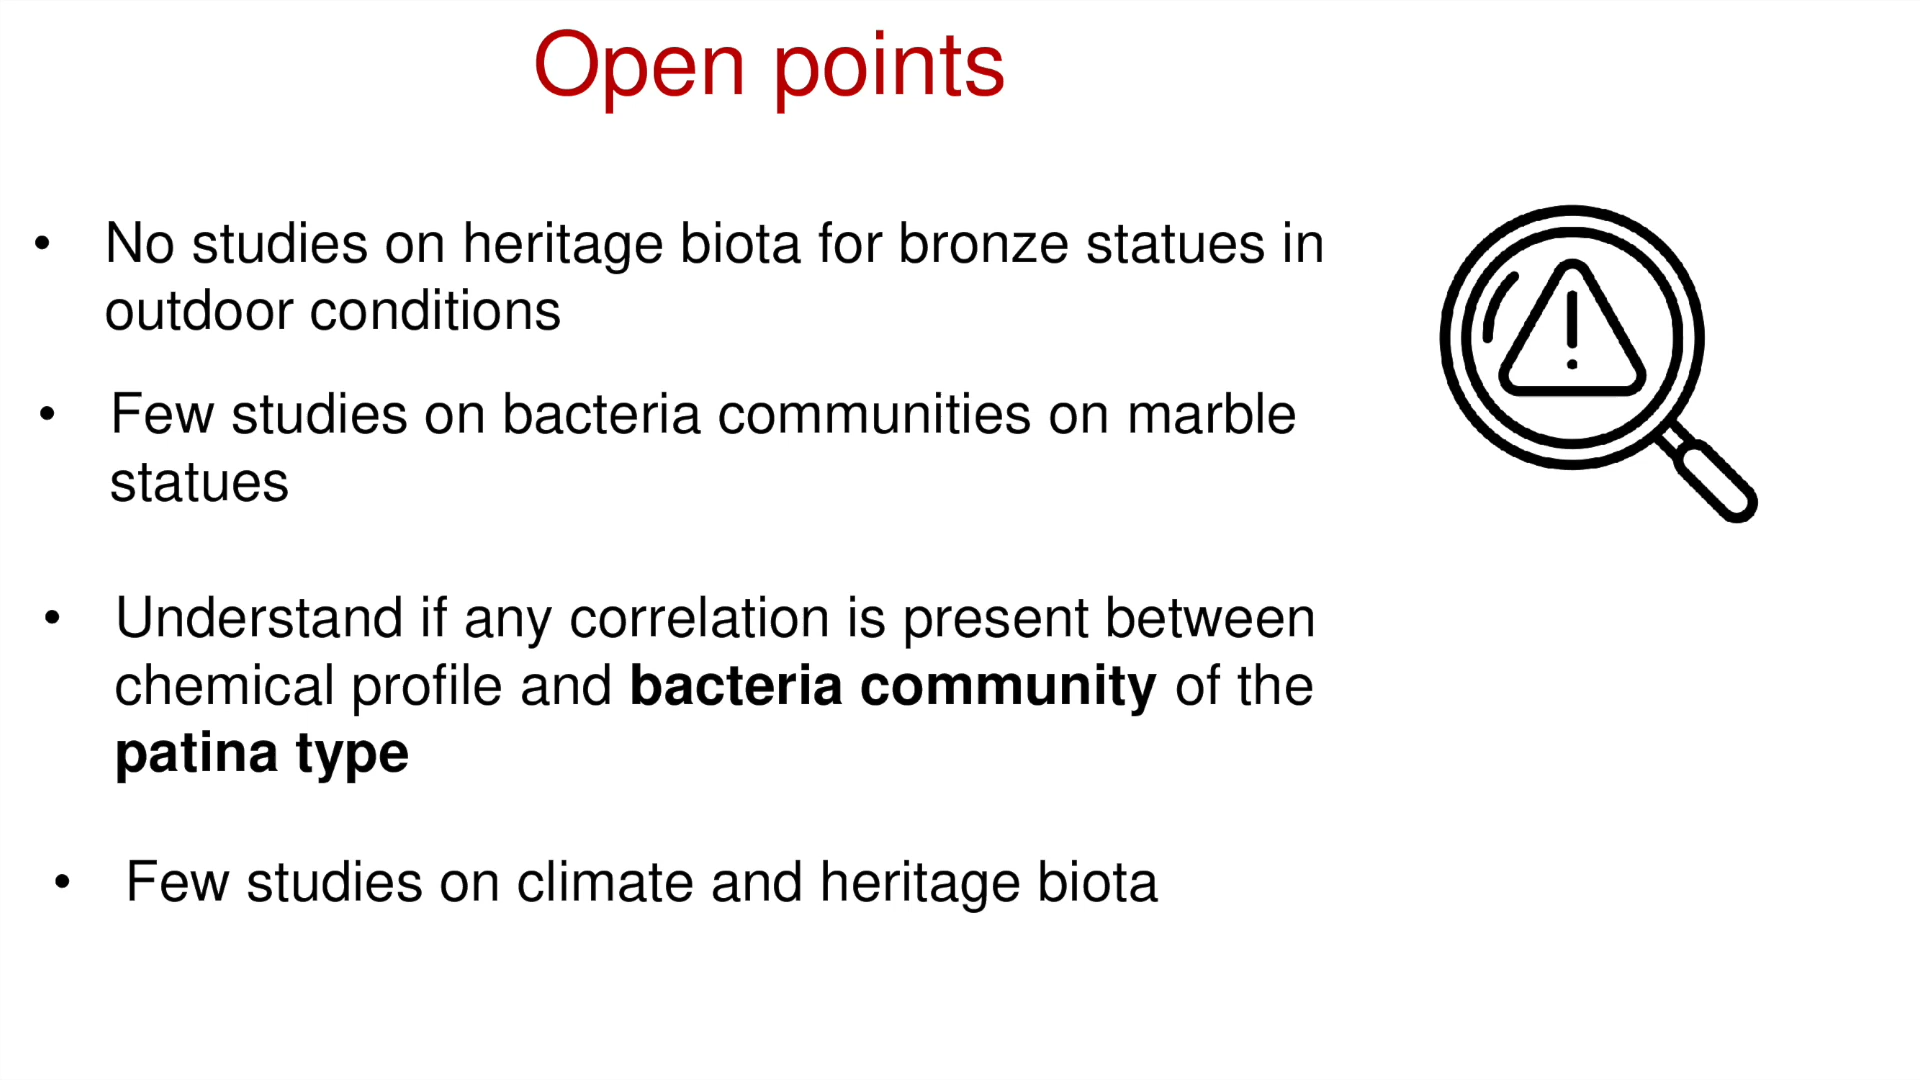 Open points
• No studies on heritage biota for bronze statues in
outdoor conditions
• Few studies on bacteria communities on marble
statues
• Understand if any correlation is present between
chemical profile and bacteria community of the
patina type
• Few studies on climate and heritage biota